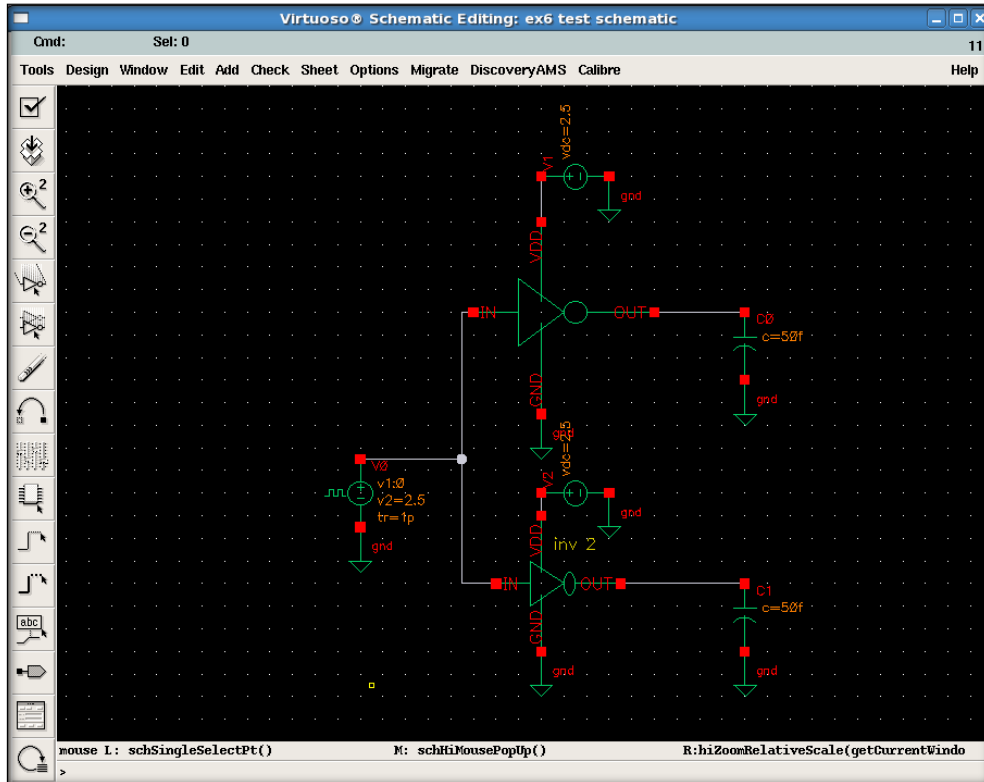 Virtuoso® Schematic Editing: ex6 test schematic
Cmd: Sel: 0
11
Tools Design Window Edit Add Check Sheet Options Migrate DiscoveryAMS Calibre Help
2
2
abc
vdc=2.5
V1
gnd
VDD
IN
OUT
C0
c=50f
GND
gnd
gnd
vdc=2.5
V0
v1:0
v2=2.5
tr=1p
gnd
V2
gnd
VDD
inv 2
IN
OUT
C1
c=50f
GND
gnd
gnd
mouse L: schSingleSelectPt() M: schHiMousePopUp() R:hiZoomRelativeScale(getCurrentWindo
>